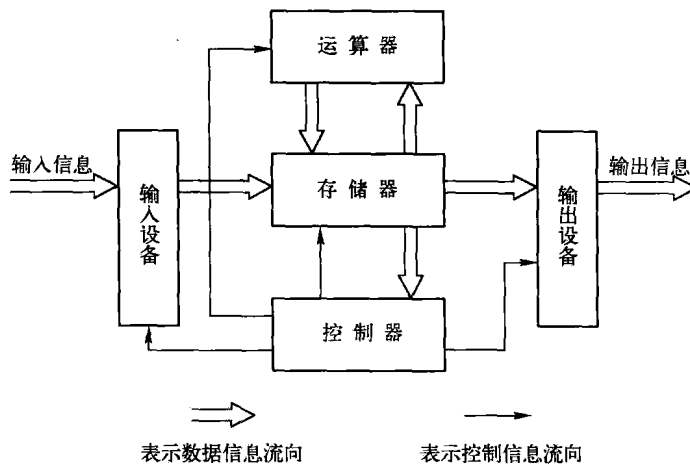 运算器
输入信息
输入设备
存储器
输出设备
输出信息
控制器
表示数据信息流向
表示控制信息流向